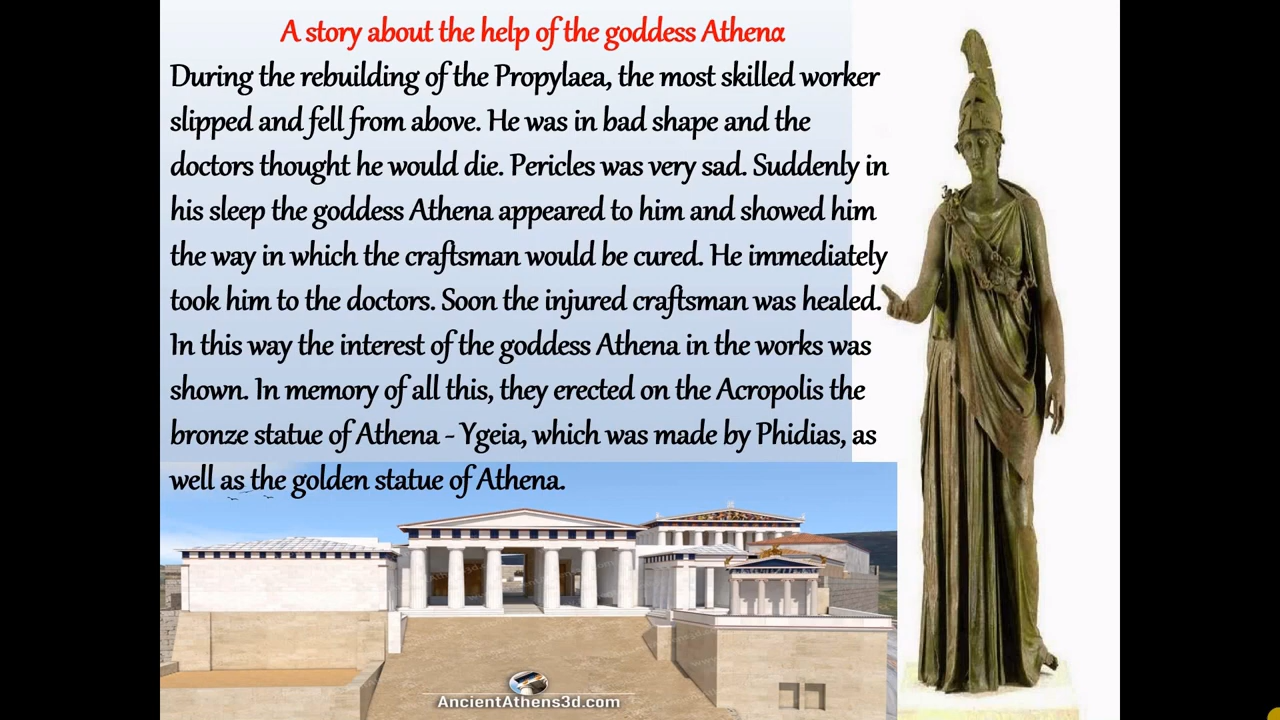 A story about the help of the goddess Athena
During the rebuilding of the Propylaea, the most skilled worker
slipped and fell from above. He was in bad shape and the
doctors thought he would die. Pericles was very sad. Suddenly in
his sleep the goddess Athena appeared to him and showed him
the way in which the craftsman would be cured. He immediately
took him to the doctors. Soon the injured craftsman was healed.
In this way the interest of the goddess Athena in the works was
shown. In memory of all this, they erected on the Acropolis the
bronze statue of Athena - Ygeia, which was made by Phidias, as
well as the golden statue of Athena.
AncientAthens3d.com